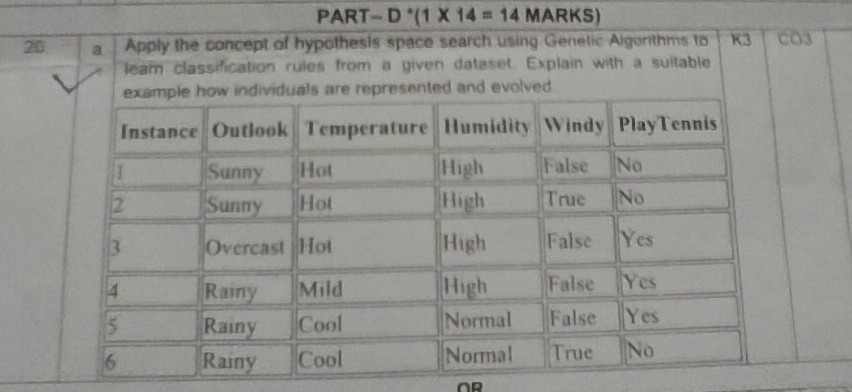 PART- D *(1 X 14 = 14 MARKS)
20 a Apply the concept of hypothesis space search using Genetic Algorithms to K3 CO3
learn classification rules from a given dataset. Explain with a suitable
example how individuals are represented and evolved.
Instance Outlook Temperature Humidity Windy PlayTennis
1 Sunny Hot High False No
2 Sunny Hot High True No
3 Overcast Hot High False Yes
4 Rainy Mild High False Yes
5 Rainy Cool Normal False Yes
6 Rainy Cool Normal True No
OR